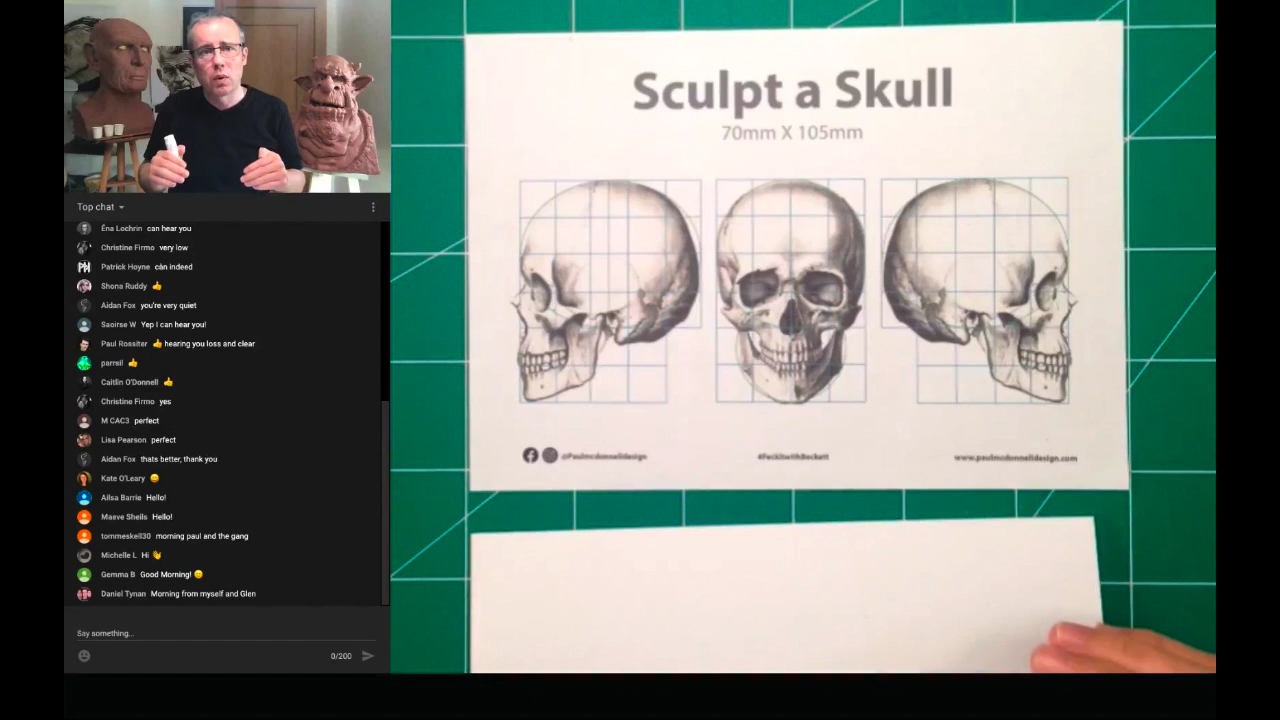 Top chat
Éna Lochrin can hear you
Christine Firmo very low
Patrick Hoyne cán indeed
Shona Ruddy 👍
Aidan Fox you're very quiet
Saoirse W Yep I can hear you!
Paul Rossiter 👍 hearing you loss and clear
parrsil 👍
Caitlin O'Donnell 👍
Christine Firmo yes
M CAC3 perfect
Lisa Pearson perfect
Aidan Fox thats better, thank you
Kate O'Leary 😀
Ailsa Barrie Hello!
Maeve Sheils Hello!
tommeskell30 morning paul and the gang
Michelle L Hi 👋
Gemma B Good Morning! 😀
Daniel Tynan Morning from myself and Glen
Say something...
0/200
Sculpt a Skull
70mm X 105mm
@Paulmcdonnelldesign
#FeckItwithBeckett
www.paulmcdonnelldesign.com